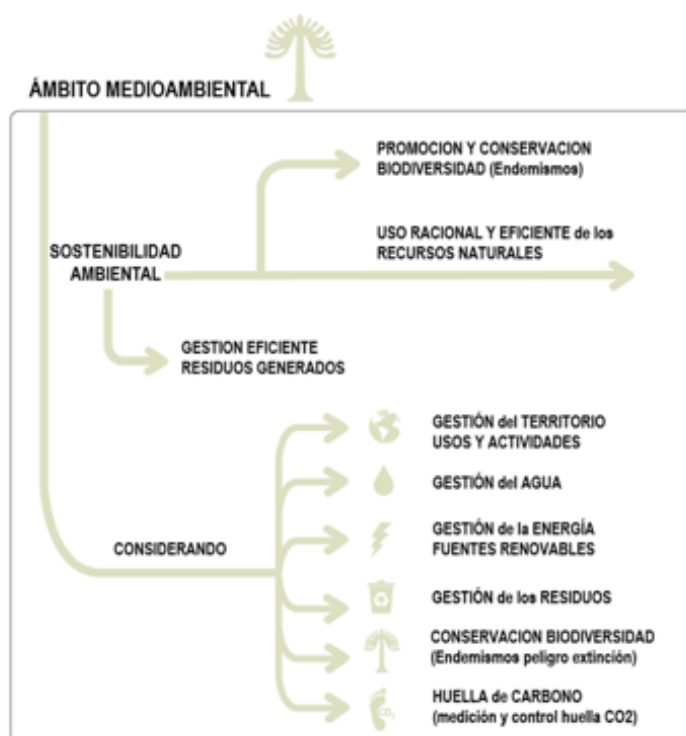 ÁMBITO MEDIOAMBIENTAL
PROMOCION Y CONSERVACION
BIODIVERSIDAD (Endemismos)
USO RACIONAL Y EFICIENTE de los
RECURSOS NATURALES
SOSTENIBILIDAD
AMBIENTAL
GESTION EFICIENTE
RESIDUOS GENERADOS
CONSIDERANDO
GESTIÓN del TERRITORIO
USOS Y ACTIVIDADES
GESTIÓN del AGUA
GESTIÓN de la ENERGÍA
FUENTES RENOVABLES
GESTIÓN de los RESIDUOS
CONSERVACION BIODIVERSIDAD
(Endemismos peligro extinción)
CO2
HUELLA de CARBONO
(medición y control huella CO2)